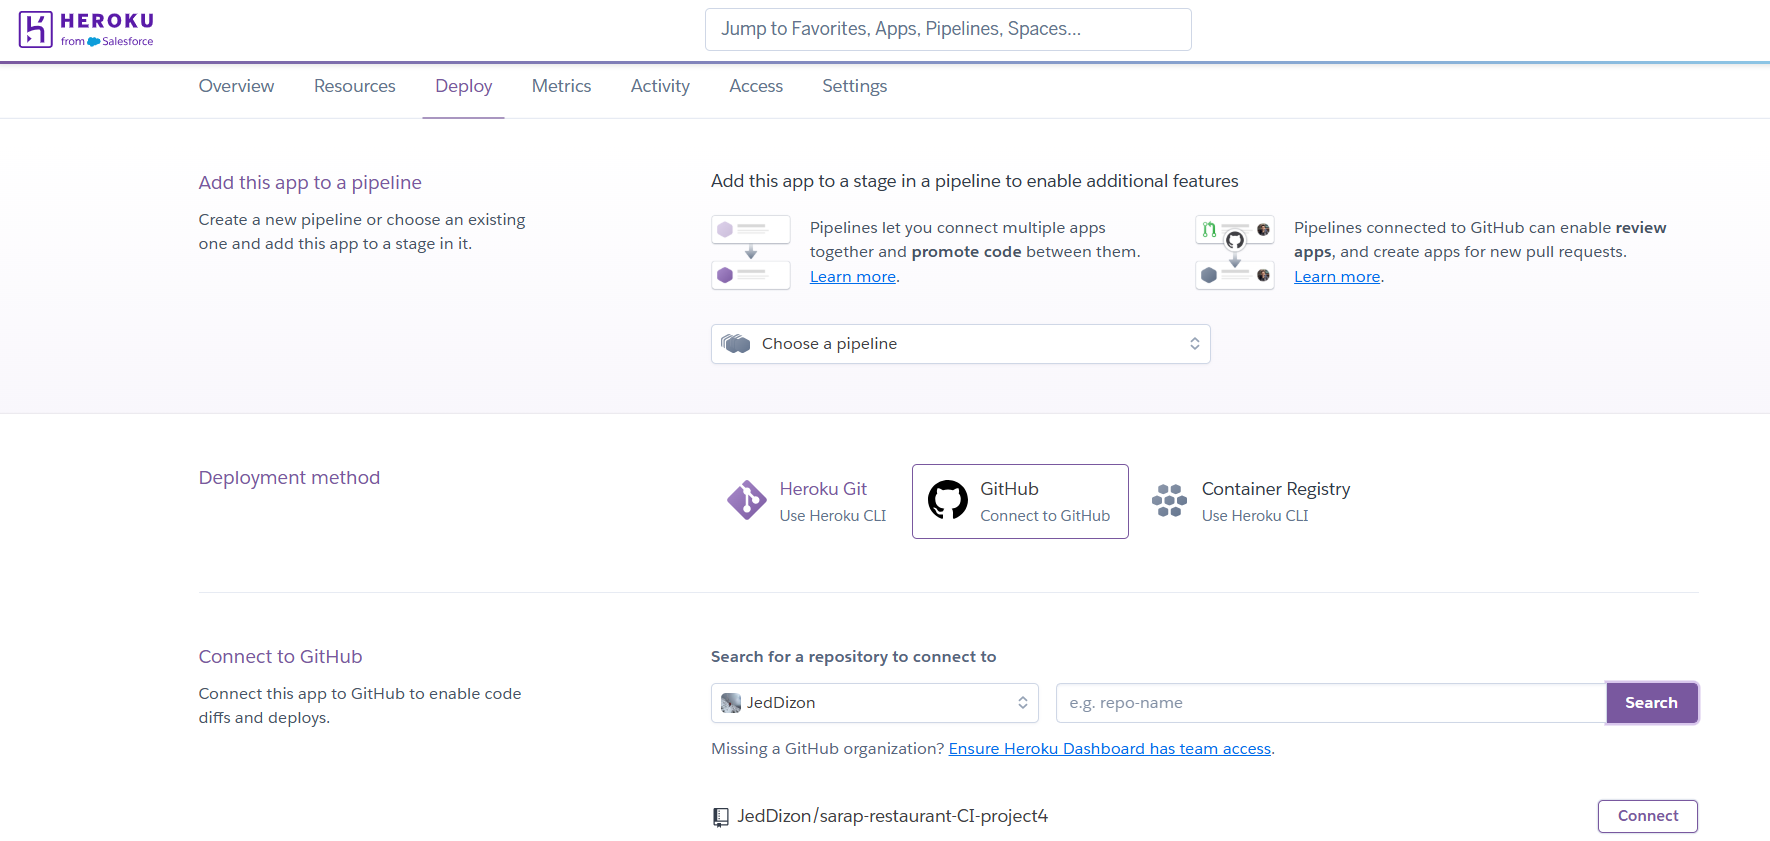 HEROKU
from Salesforce
Jump to Favorites, Apps, Pipelines, Spaces...
Overview Resources Deploy Metrics Activity Access Settings
Add this app to a pipeline
Create a new pipeline or choose an existing
one and add this app to a stage in it.
Add this app to a stage in a pipeline to enable additional features
Pipelines let you connect multiple apps
together and promote code between them.
Learn more.
Pipelines connected to GitHub can enable review
apps, and create apps for new pull requests.
Learn more.
Choose a pipeline
Deployment method
Heroku Git
Use Heroku CLI
GitHub
Connect to GitHub
Container Registry
Use Heroku CLI
Connect to GitHub
Connect this app to GitHub to enable code
diffs and deploys.
Search for a repository to connect to
JedDizon
e.g. repo-name
Search
Missing a GitHub organization? Ensure Heroku Dashboard has team access.
JedDizon/sarap-restaurant-CI-project4
Connect